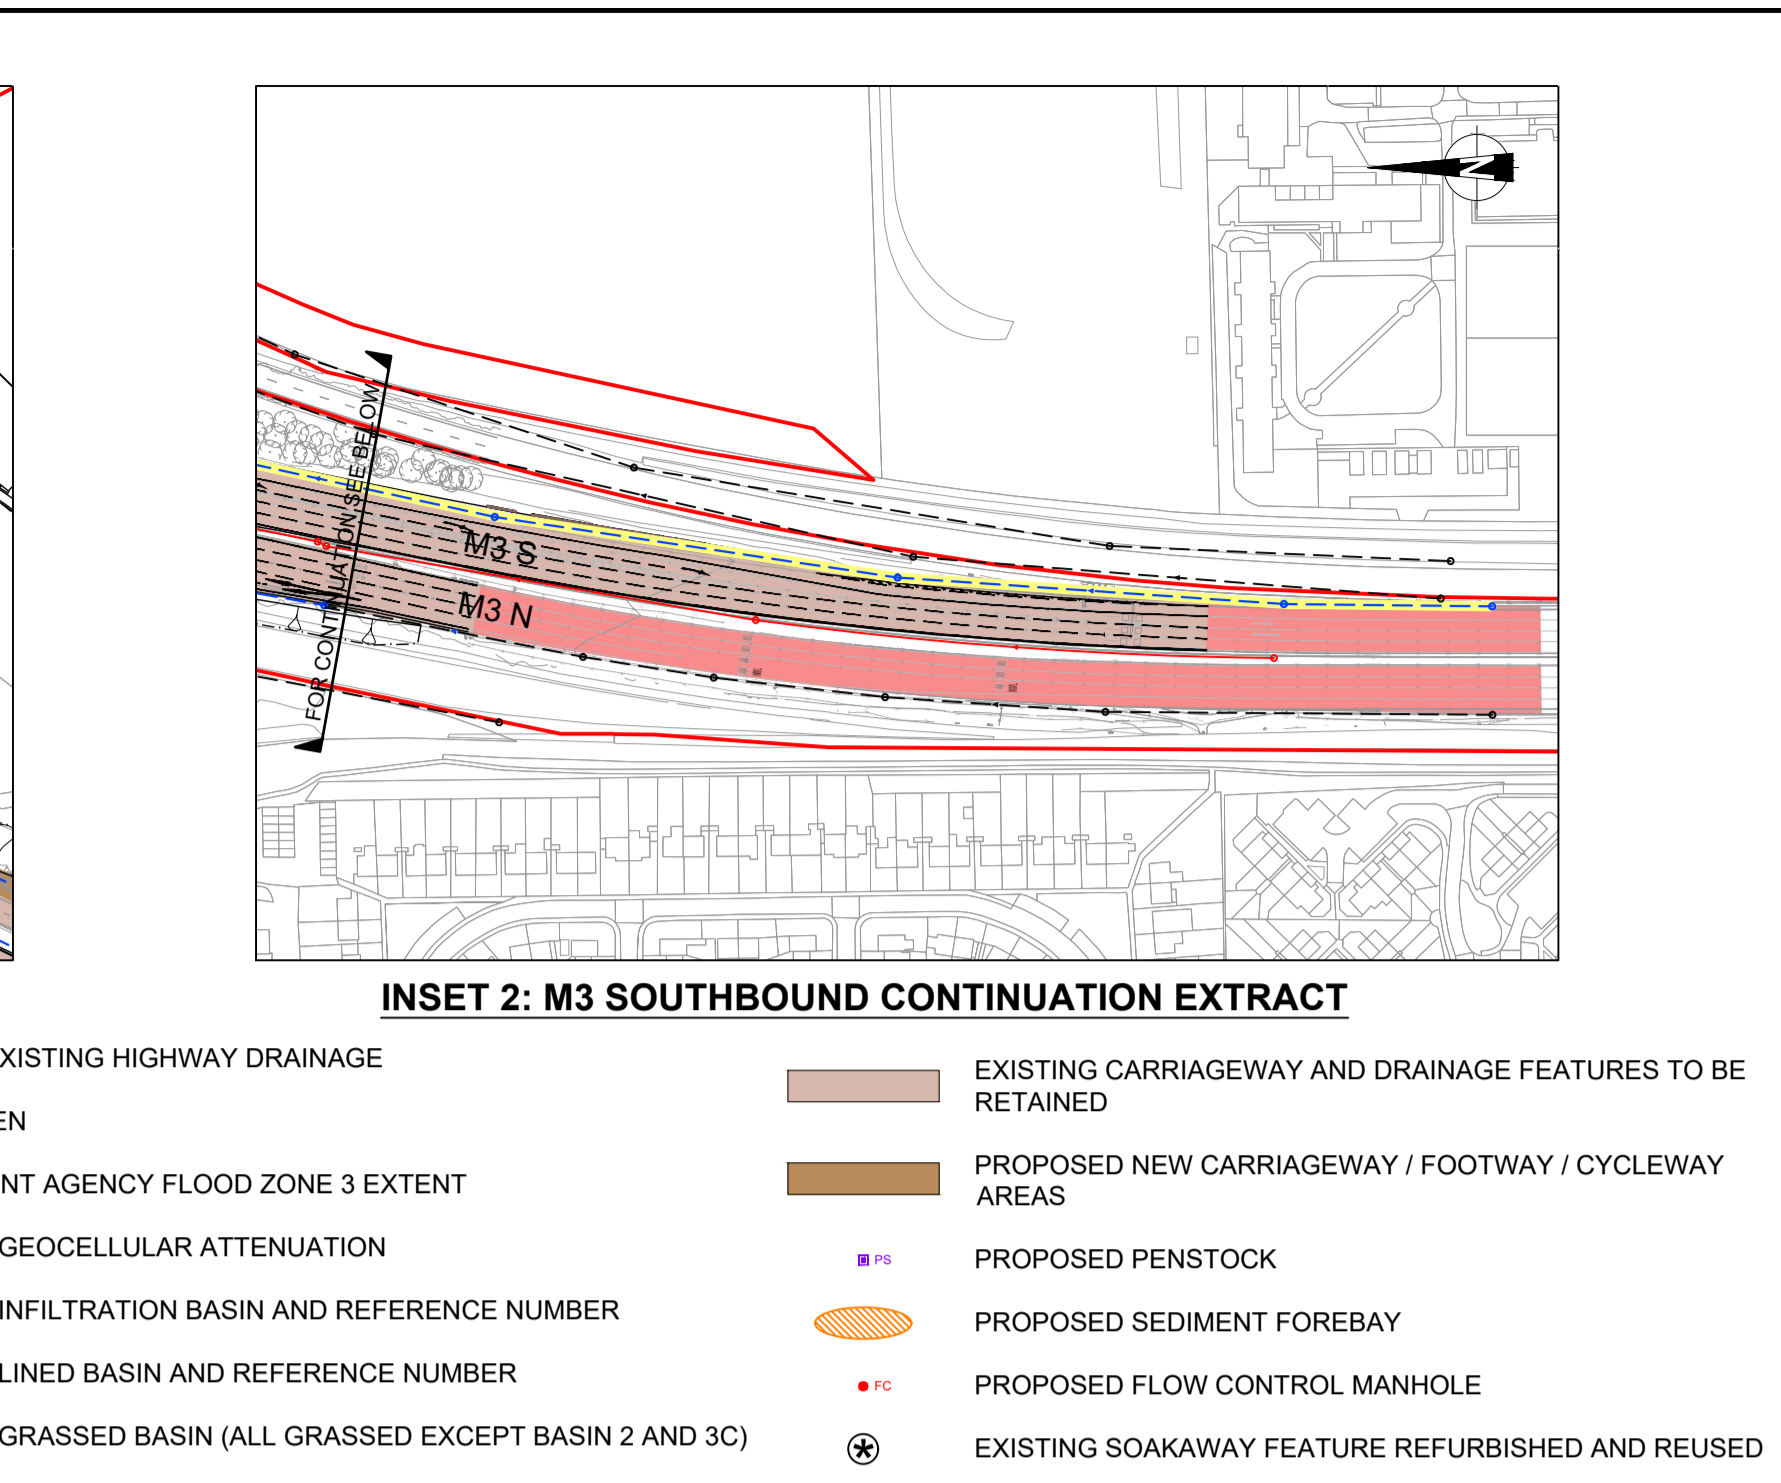 N
FOR CONTINUATION SEE BELOW
M3 S
M3 N
INSET 2: M3 SOUTHBOUND CONTINUATION EXTRACT
XISTING HIGHWAY DRAINAGE
EN
NT AGENCY FLOOD ZONE 3 EXTENT
GEOCELLULAR ATTENUATION
INFILTRATION BASIN AND REFERENCE NUMBER
LINED BASIN AND REFERENCE NUMBER
GRASSED BASIN (ALL GRASSED EXCEPT BASIN 2 AND 3C)
EXISTING CARRIAGEWAY AND DRAINAGE FEATURES TO BE
RETAINED
PROPOSED NEW CARRIAGEWAY / FOOTWAY / CYCLEWAY
AREAS
PS
PROPOSED PENSTOCK
PROPOSED SEDIMENT FOREBAY
FC
PROPOSED FLOW CONTROL MANHOLE
EXISTING SOAKAWAY FEATURE REFURBISHED AND REUSED